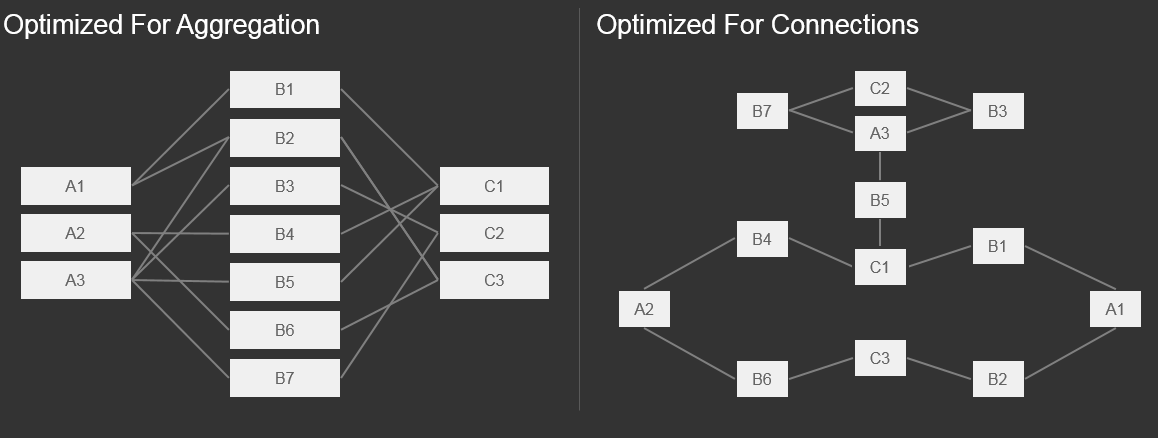 Optimized For Aggregation
B1
B2
A1
B3
C1
A2
B4
C2
A3
B5
C3
B6
B7
Optimized For Connections
C2
B7
B3
A3
B5
B4
B1
C1
A2
A1
C3
B6
B2